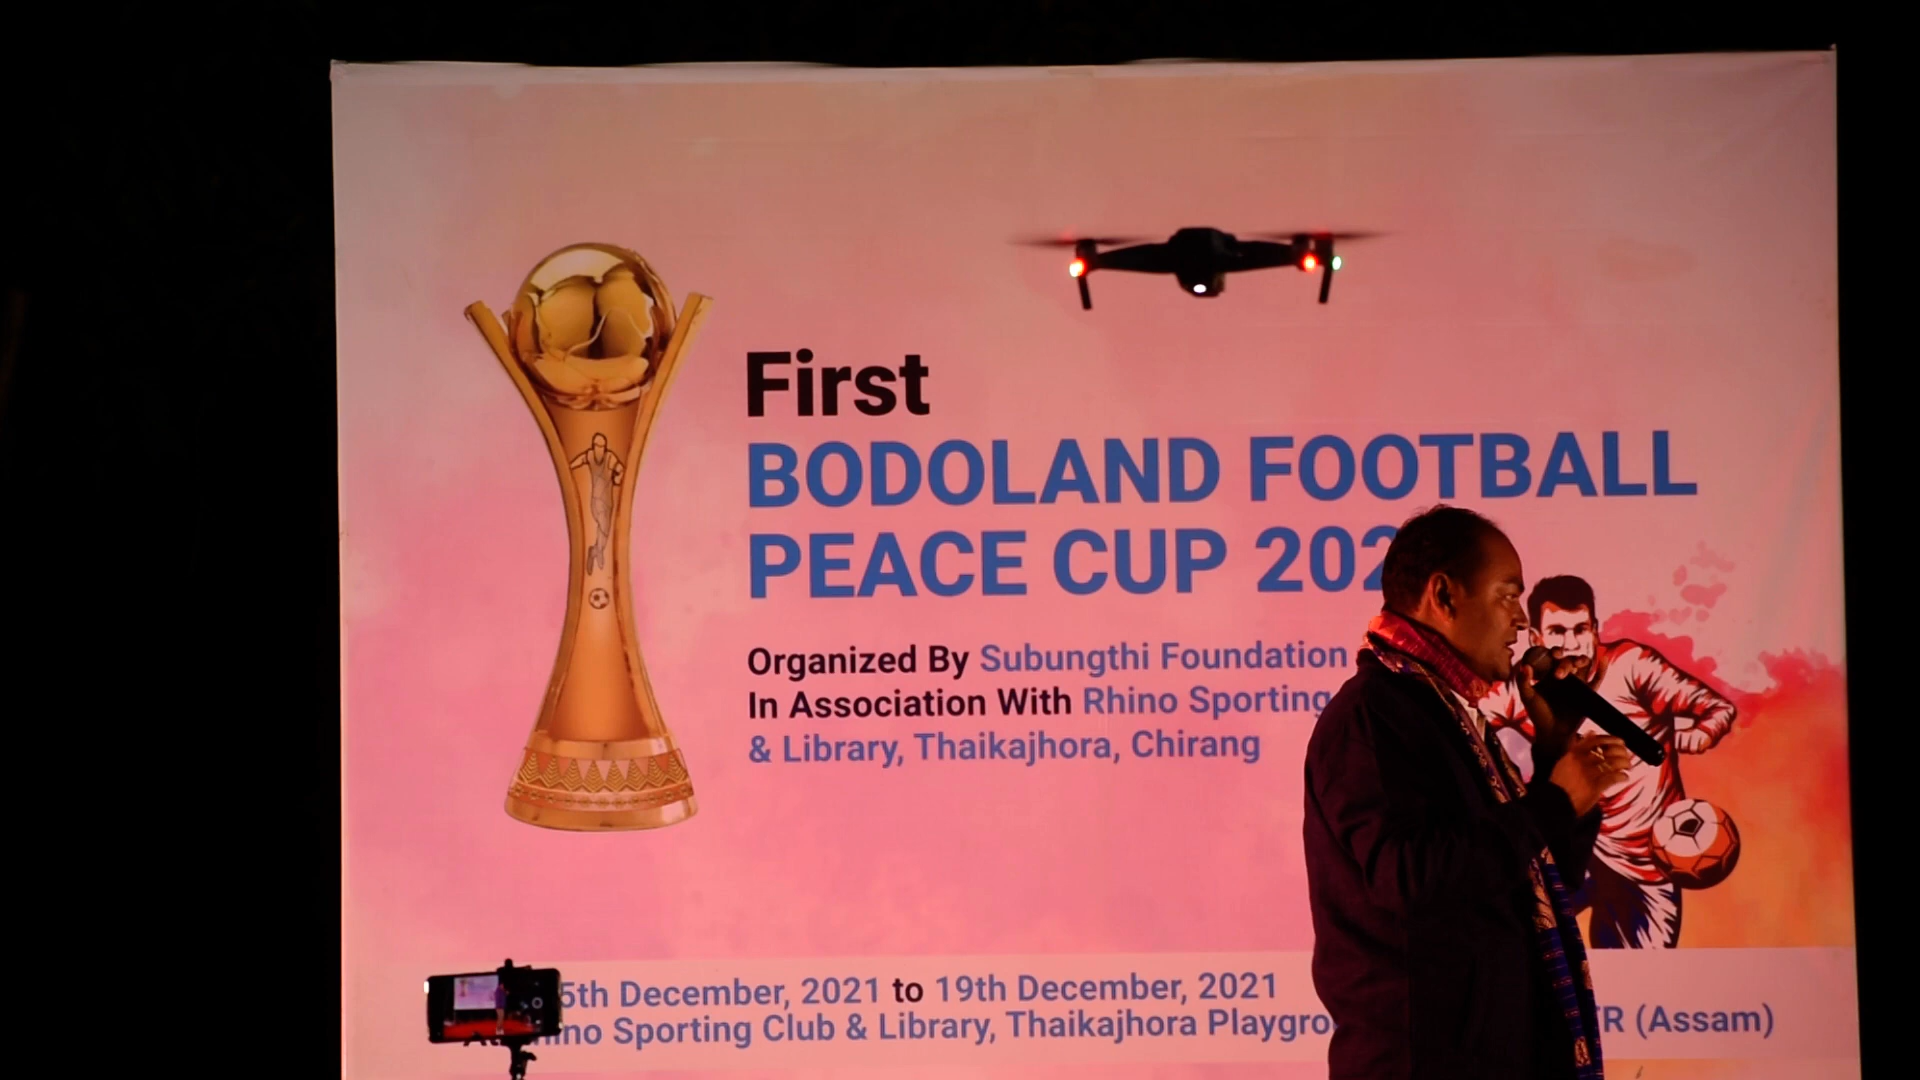 First
BODOLAND FOOTBALL
PEACE CUP 202
Organized By Subungthi Foundation
In Association With Rhino Sporting
& Library, Thaikajhora, Chirang
5th December, 2021 to 19th December, 2021
ino Sporting Club & Library, Thaikajhora Playgro TR (Assam)